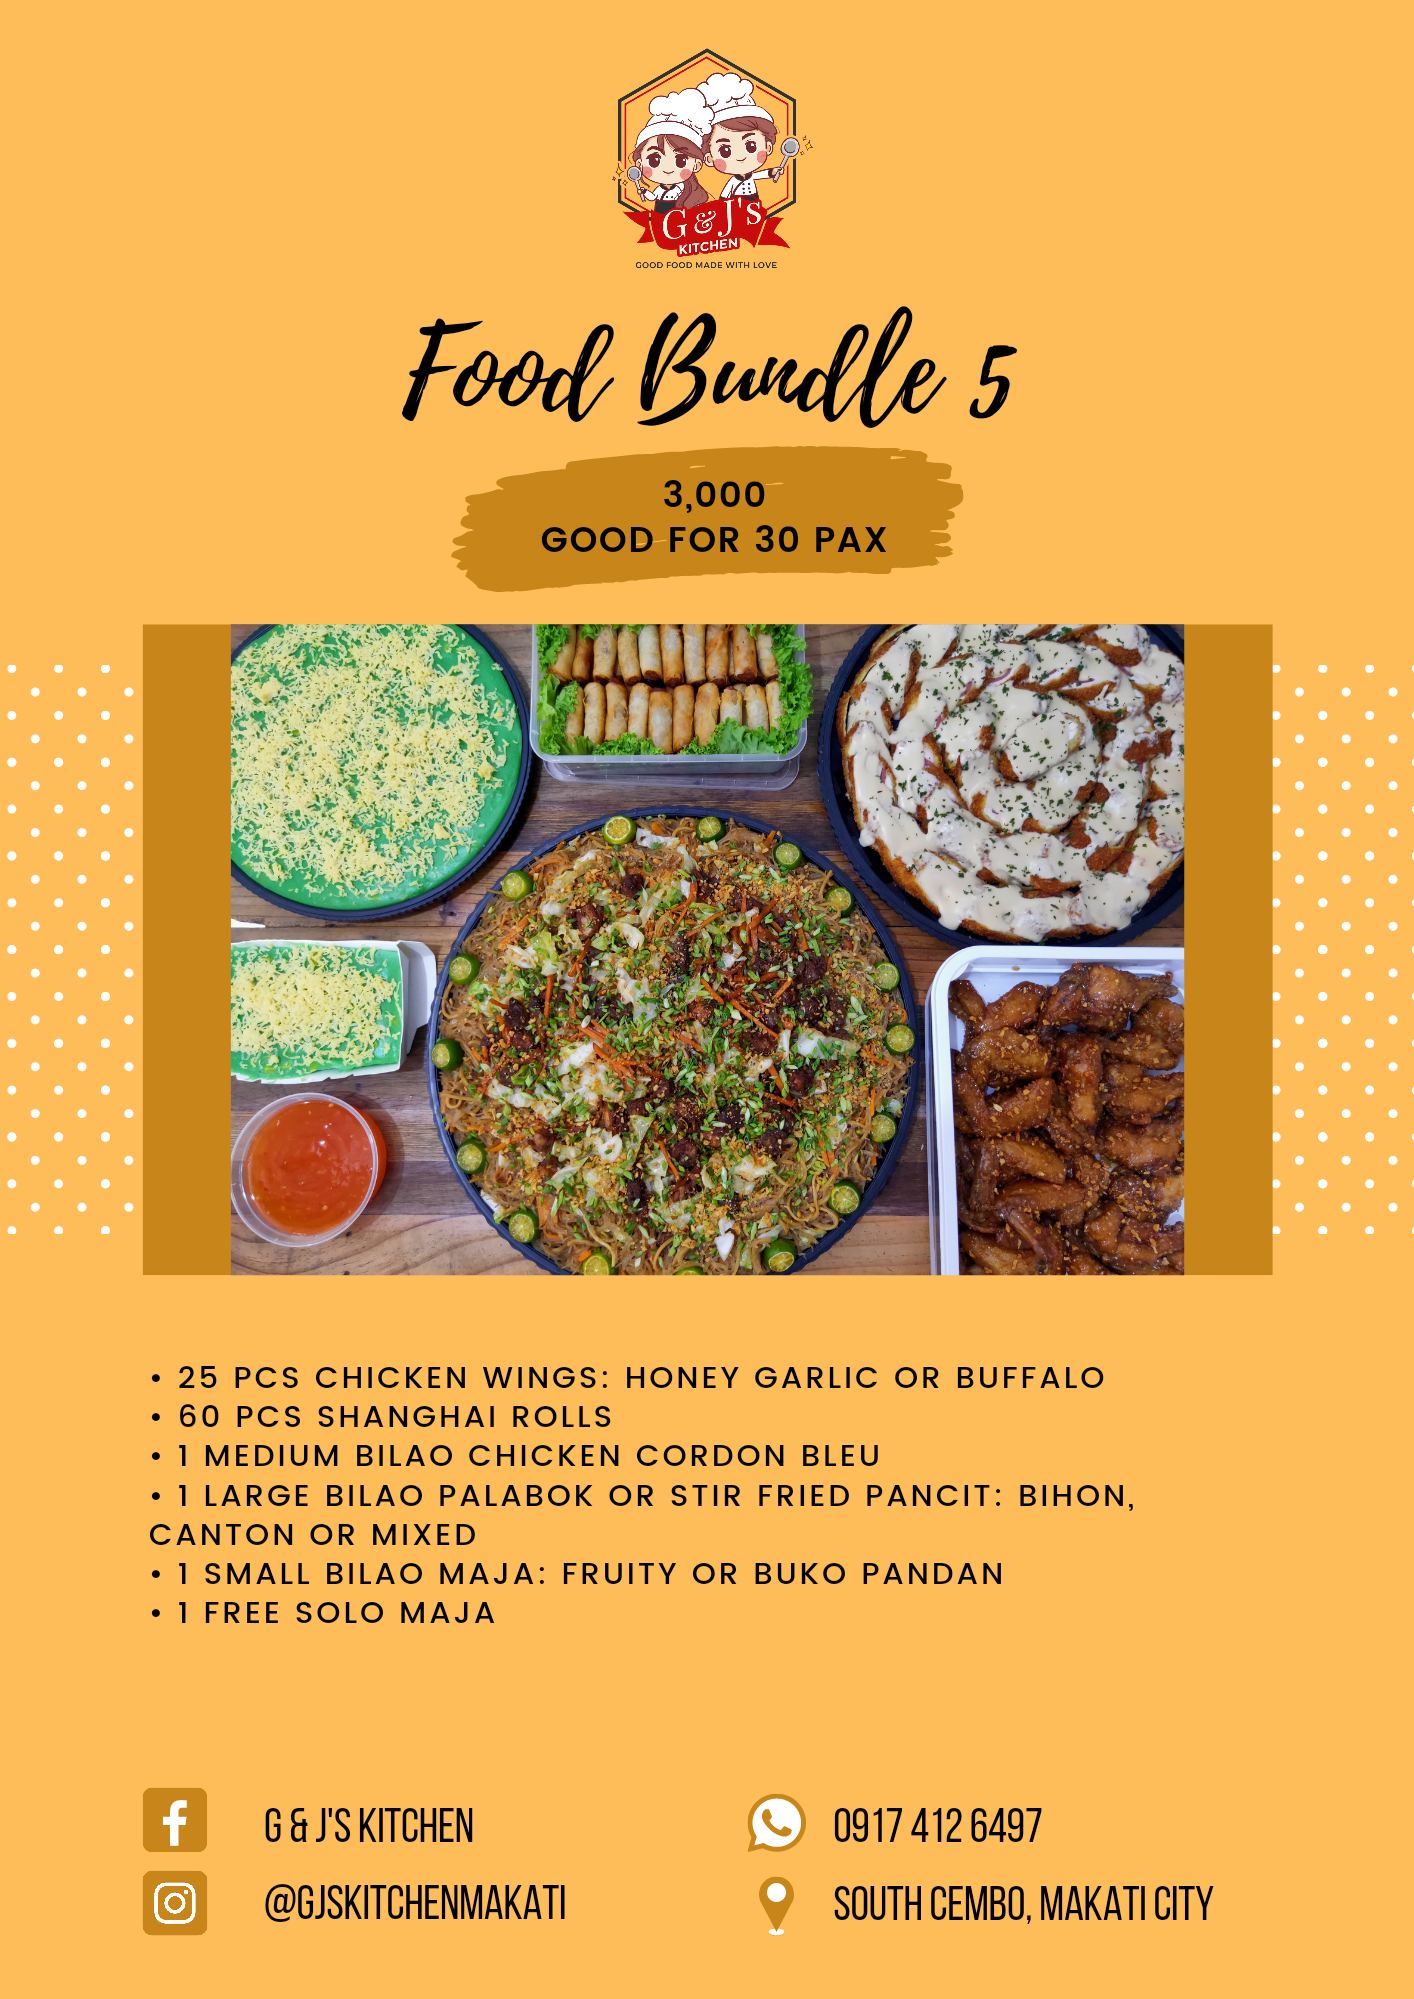 G & J's
KITCHEN
GOOD FOOD MADE WITH LOVE
Food Bundle 5
3,000
GOOD FOR 30 PAX
• 25 PCS CHICKEN WINGS: HONEY GARLIC OR BUFFALO
• 60 PCS SHANGHAI ROLLS
• 1 MEDIUM BILAO CHICKEN CORDON BLEU
• 1 LARGE BILAO PALABOK OR STIR FRIED PANCIT: BIHON,
CANTON OR MIXED
• 1 SMALL BILAO MAJA: FRUITY OR BUKO PANDAN
• 1 FREE SOLO MAJA
G & J'S KITCHEN
0917 412 6497
@GJSKITCHENMAKATI
SOUTH CEMBO, MAKATI CITY